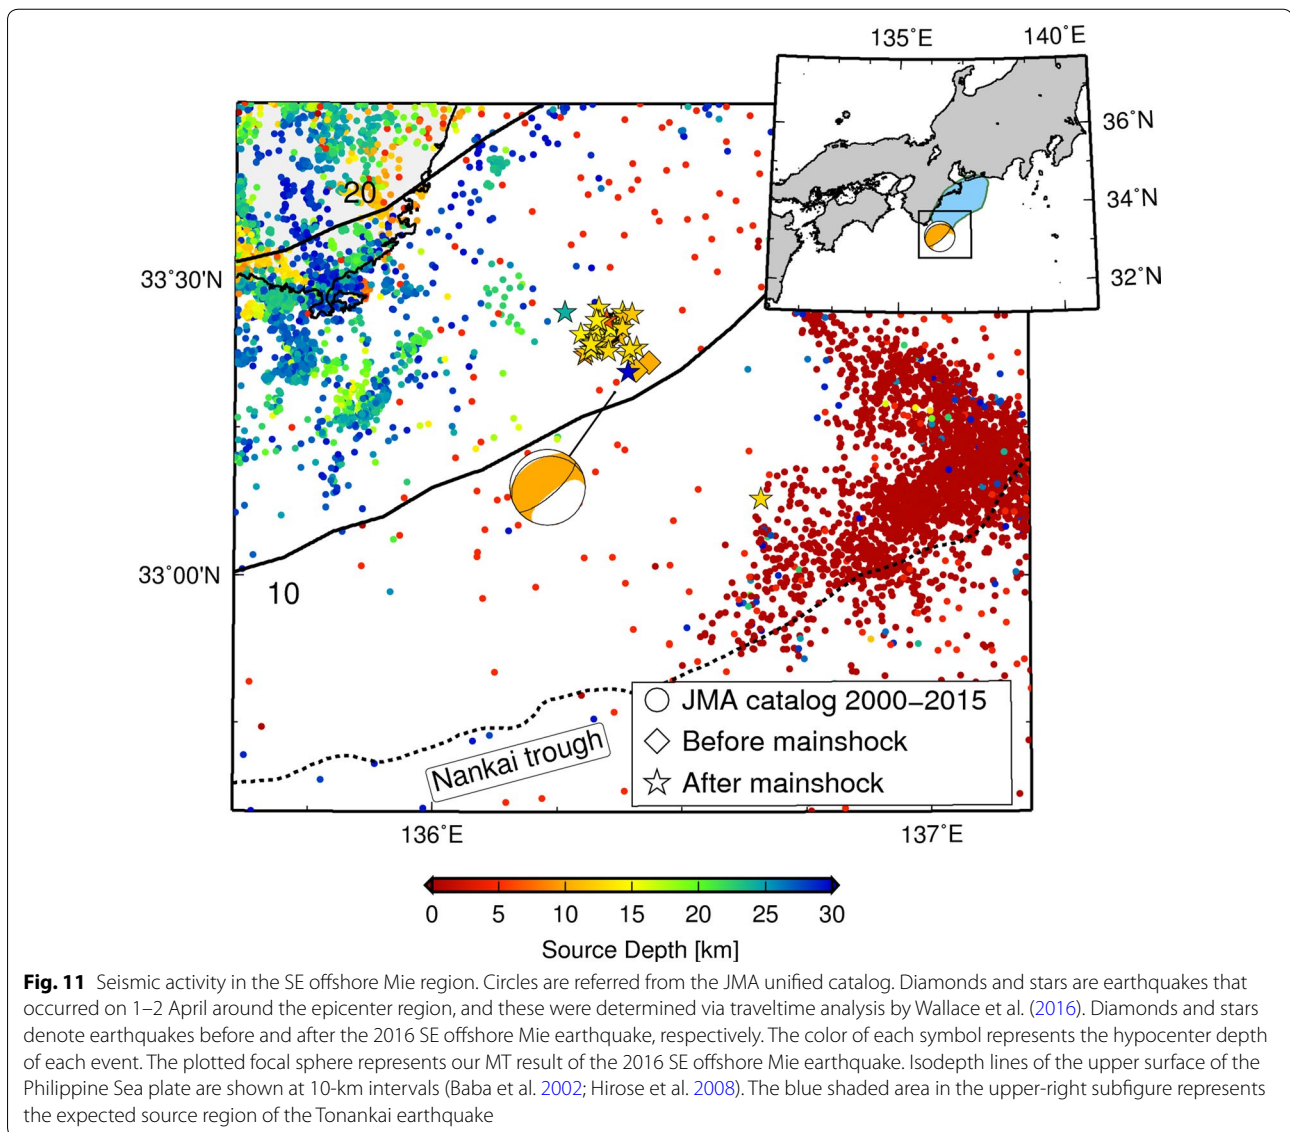 135˚E 140˚E
36˚N
34˚N
32˚N
20
33˚30'N
33˚00'N
10
JMA catalog 2000−2015
Before mainshock
After mainshock
Nankai trough
136˚E 137˚E
0 5 10 15 20 25 30
Source Depth [km]
Fig. 11 Seismic activity in the SE offshore Mie region. Circles are referred from the JMA unified catalog. Diamonds and stars are earthquakes that
occurred on 1–2 April around the epicenter region, and these were determined via traveltime analysis by Wallace et al. (2016). Diamonds and stars
denote earthquakes before and after the 2016 SE offshore Mie earthquake, respectively. The color of each symbol represents the hypocenter depth
of each event. The plotted focal sphere represents our MT result of the 2016 SE offshore Mie earthquake. Isodepth lines of the upper surface of the
Philippine Sea plate are shown at 10-km intervals (Baba et al. 2002; Hirose et al. 2008). The blue shaded area in the upper-right subfigure represents
the expected source region of the Tonankai earthquake